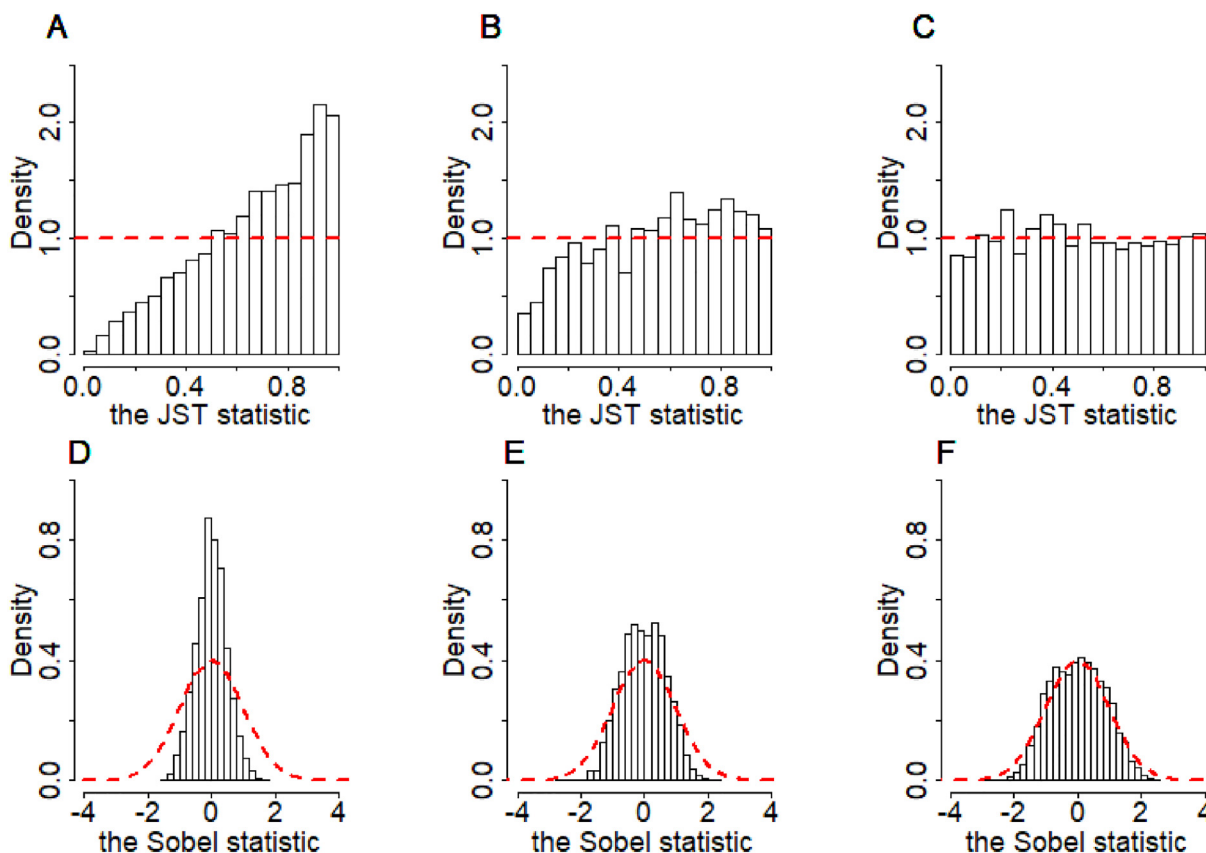 A
B
C
Density
0.0 1.0 2.0
0.0 0.4 0.8
the JST statistic
Density
0.0 1.0 2.0
0.0 0.4 0.8
the JST statistic
Density
0.0 1.0 2.0
0.0 0.4 0.8
the JST statistic
D
E
F
Density
0.0 0.4 0.8
-4 -2 0 2 4
the Sobel statistic
Density
0.0 0.4 0.8
-4 -2 0 2 4
the Sobel statistic
Density
0.0 0.4 0.8
-4 -2 0 2 4
the Sobel statistic